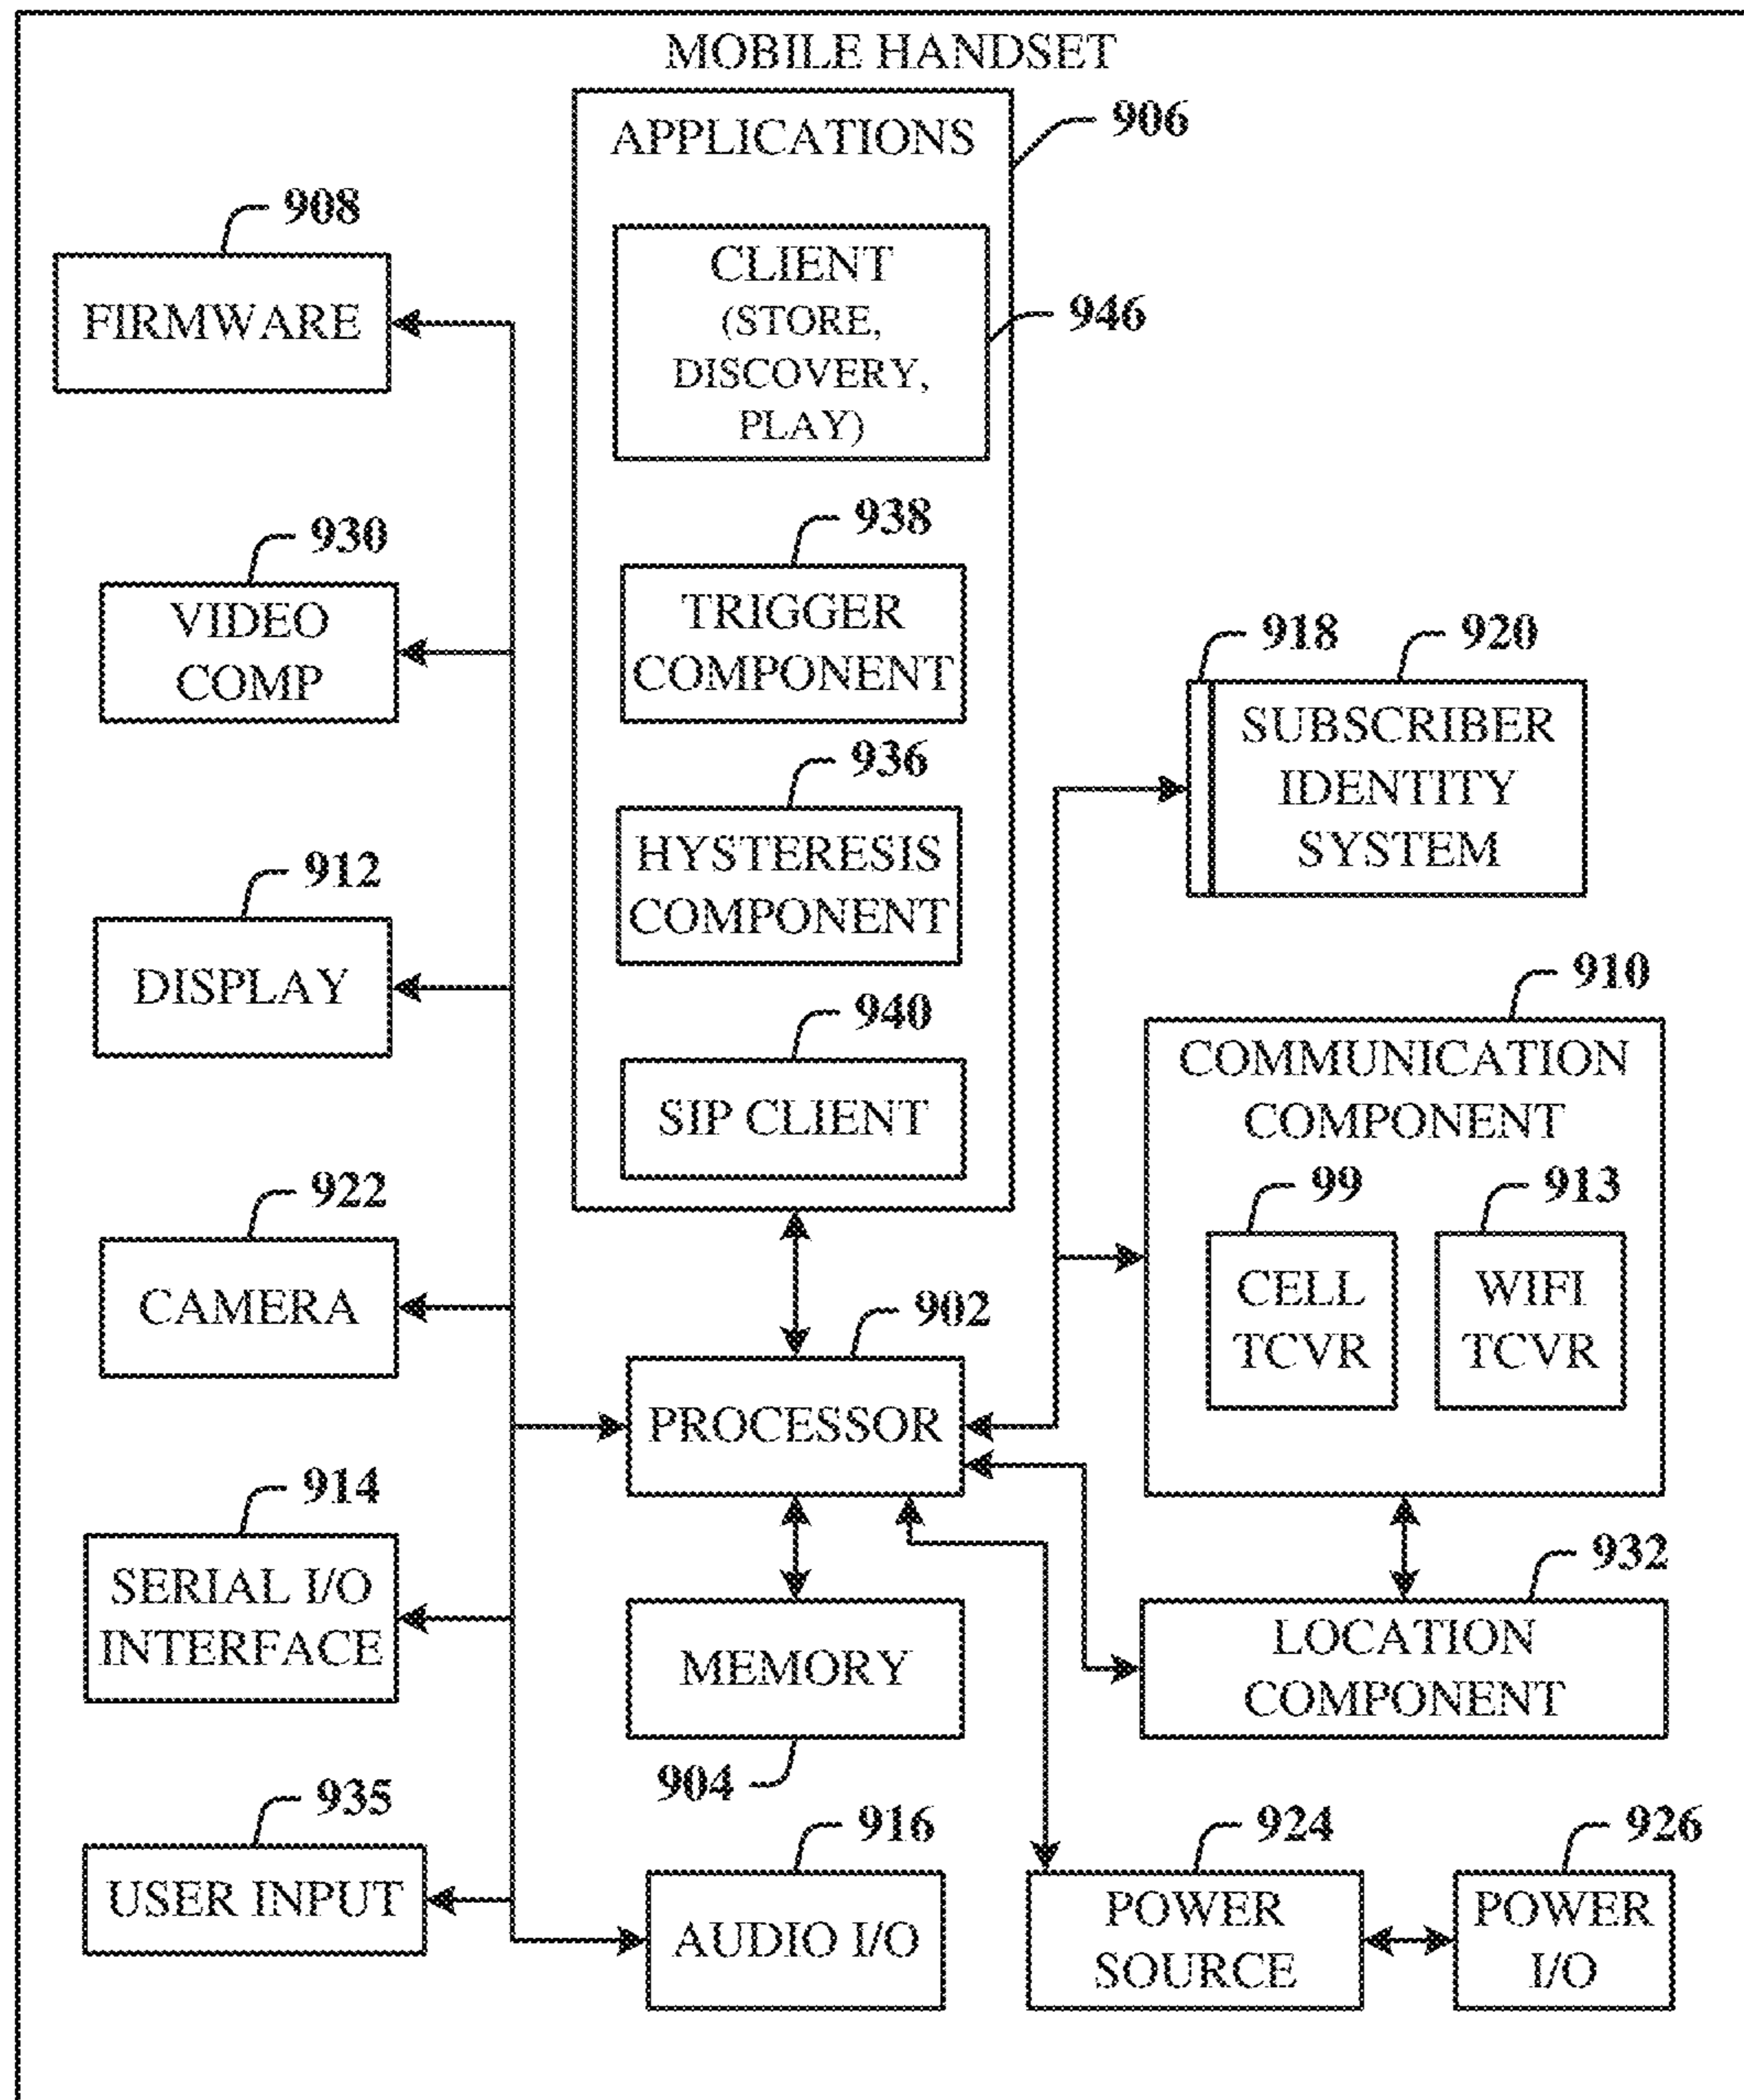 MOBILE HANDSET
APPLICATIONS
906
CLIENT
(STORE,
DISCOVERY,
PLAY)
946
938
TRIGGER
COMPONENT
936
HYSTERESIS
COMPONENT
940
SIP CLIENT
908
FIRMWARE
930
VIDEO
COMP
912
DISPLAY
922
CAMERA
914
SERIAL I/O
INTERFACE
935
USER INPUT
902
PROCESSOR
MEMORY
904
916
AUDIO I/O
918
920
SUBSCRIBER
IDENTITY
SYSTEM
910
COMMUNICATION
COMPONENT
99
CELL
TCVR
913
WIFI
TCVR
932
LOCATION
COMPONENT
924
POWER
SOURCE
926
POWER
I/O